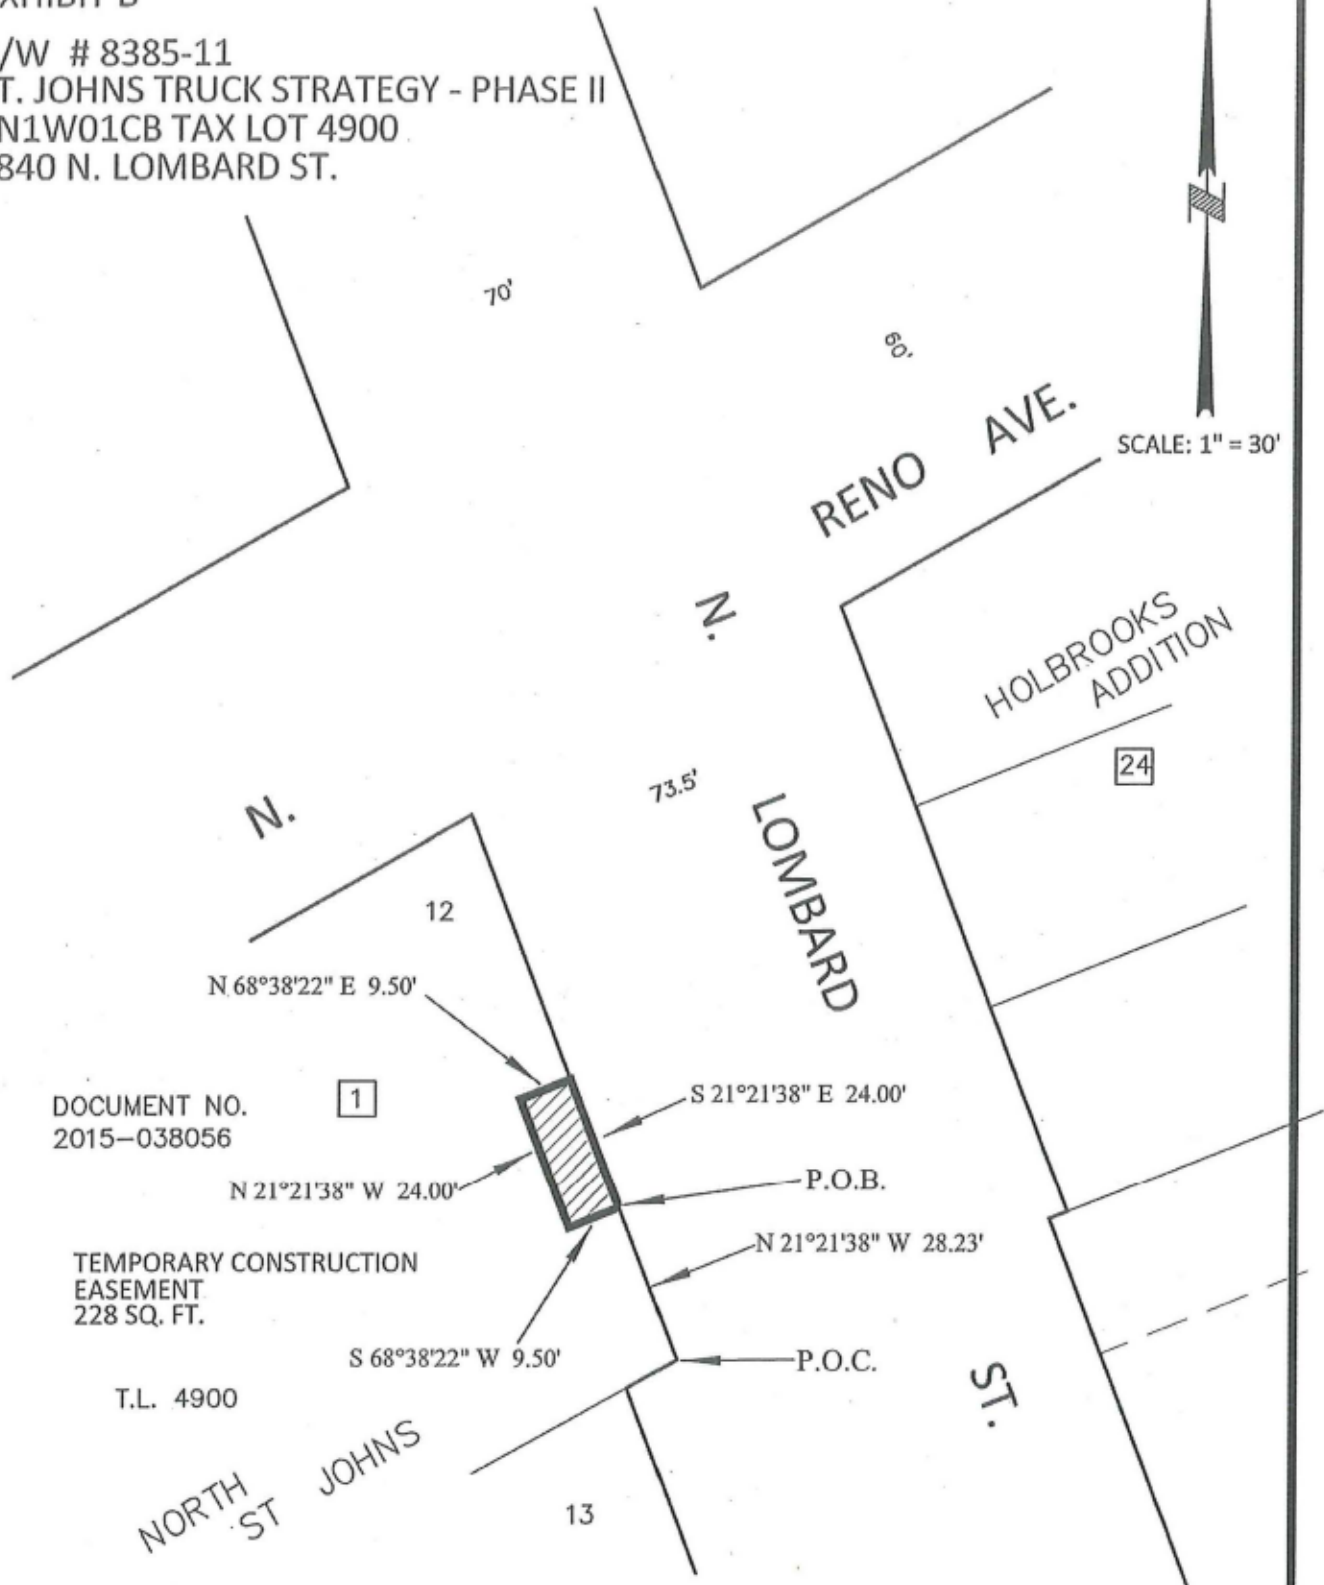 /W # 8385-11
T. JOHNS TRUCK STRATEGY - PHASE II
N1W01CB TAX LOT 4900
840 N. LOMBARD ST.
70'
60'
RENO AVE.
SCALE: 1" = 30'
N.
HOLBROOKS
ADDITION
24
73.5'
N.
LOMBARD
12
N 68°38'22" E 9.50'
1
DOCUMENT NO.
2015-038056
S 21°21'38" E 24.00'
N 21°21'38" W 24.00'
P.O.B.
N 21°21'38" W 28.23'
TEMPORARY CONSTRUCTION
EASEMENT
228 SQ. FT.
S 68°38'22" W 9.50'
P.O.C.
T.L. 4900
ST.
NORTH
ST JOHNS
13
N